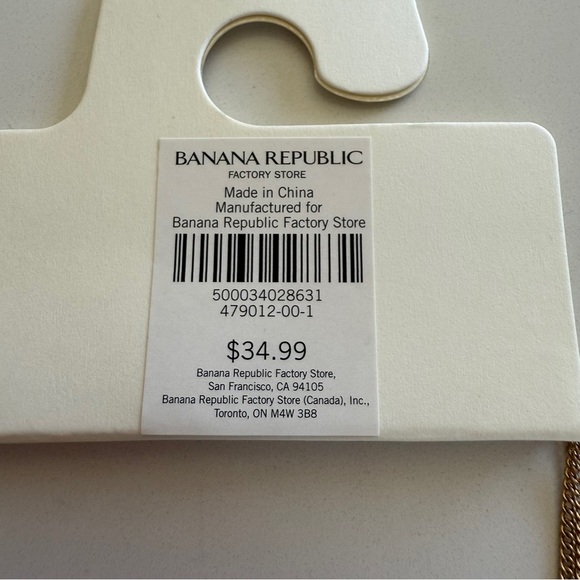 BANANA REPUBLIC
FACTORY STORE
Made in China
Manufactured for
Banana Republic Factory Store
500034028631
479012-00-1
$34.99
Banana Republic Factory Store,
San Francisco, CA 94105
Banana Republic Factory Store (Canada), Inc.,
Toronto, ON M4W 3B8